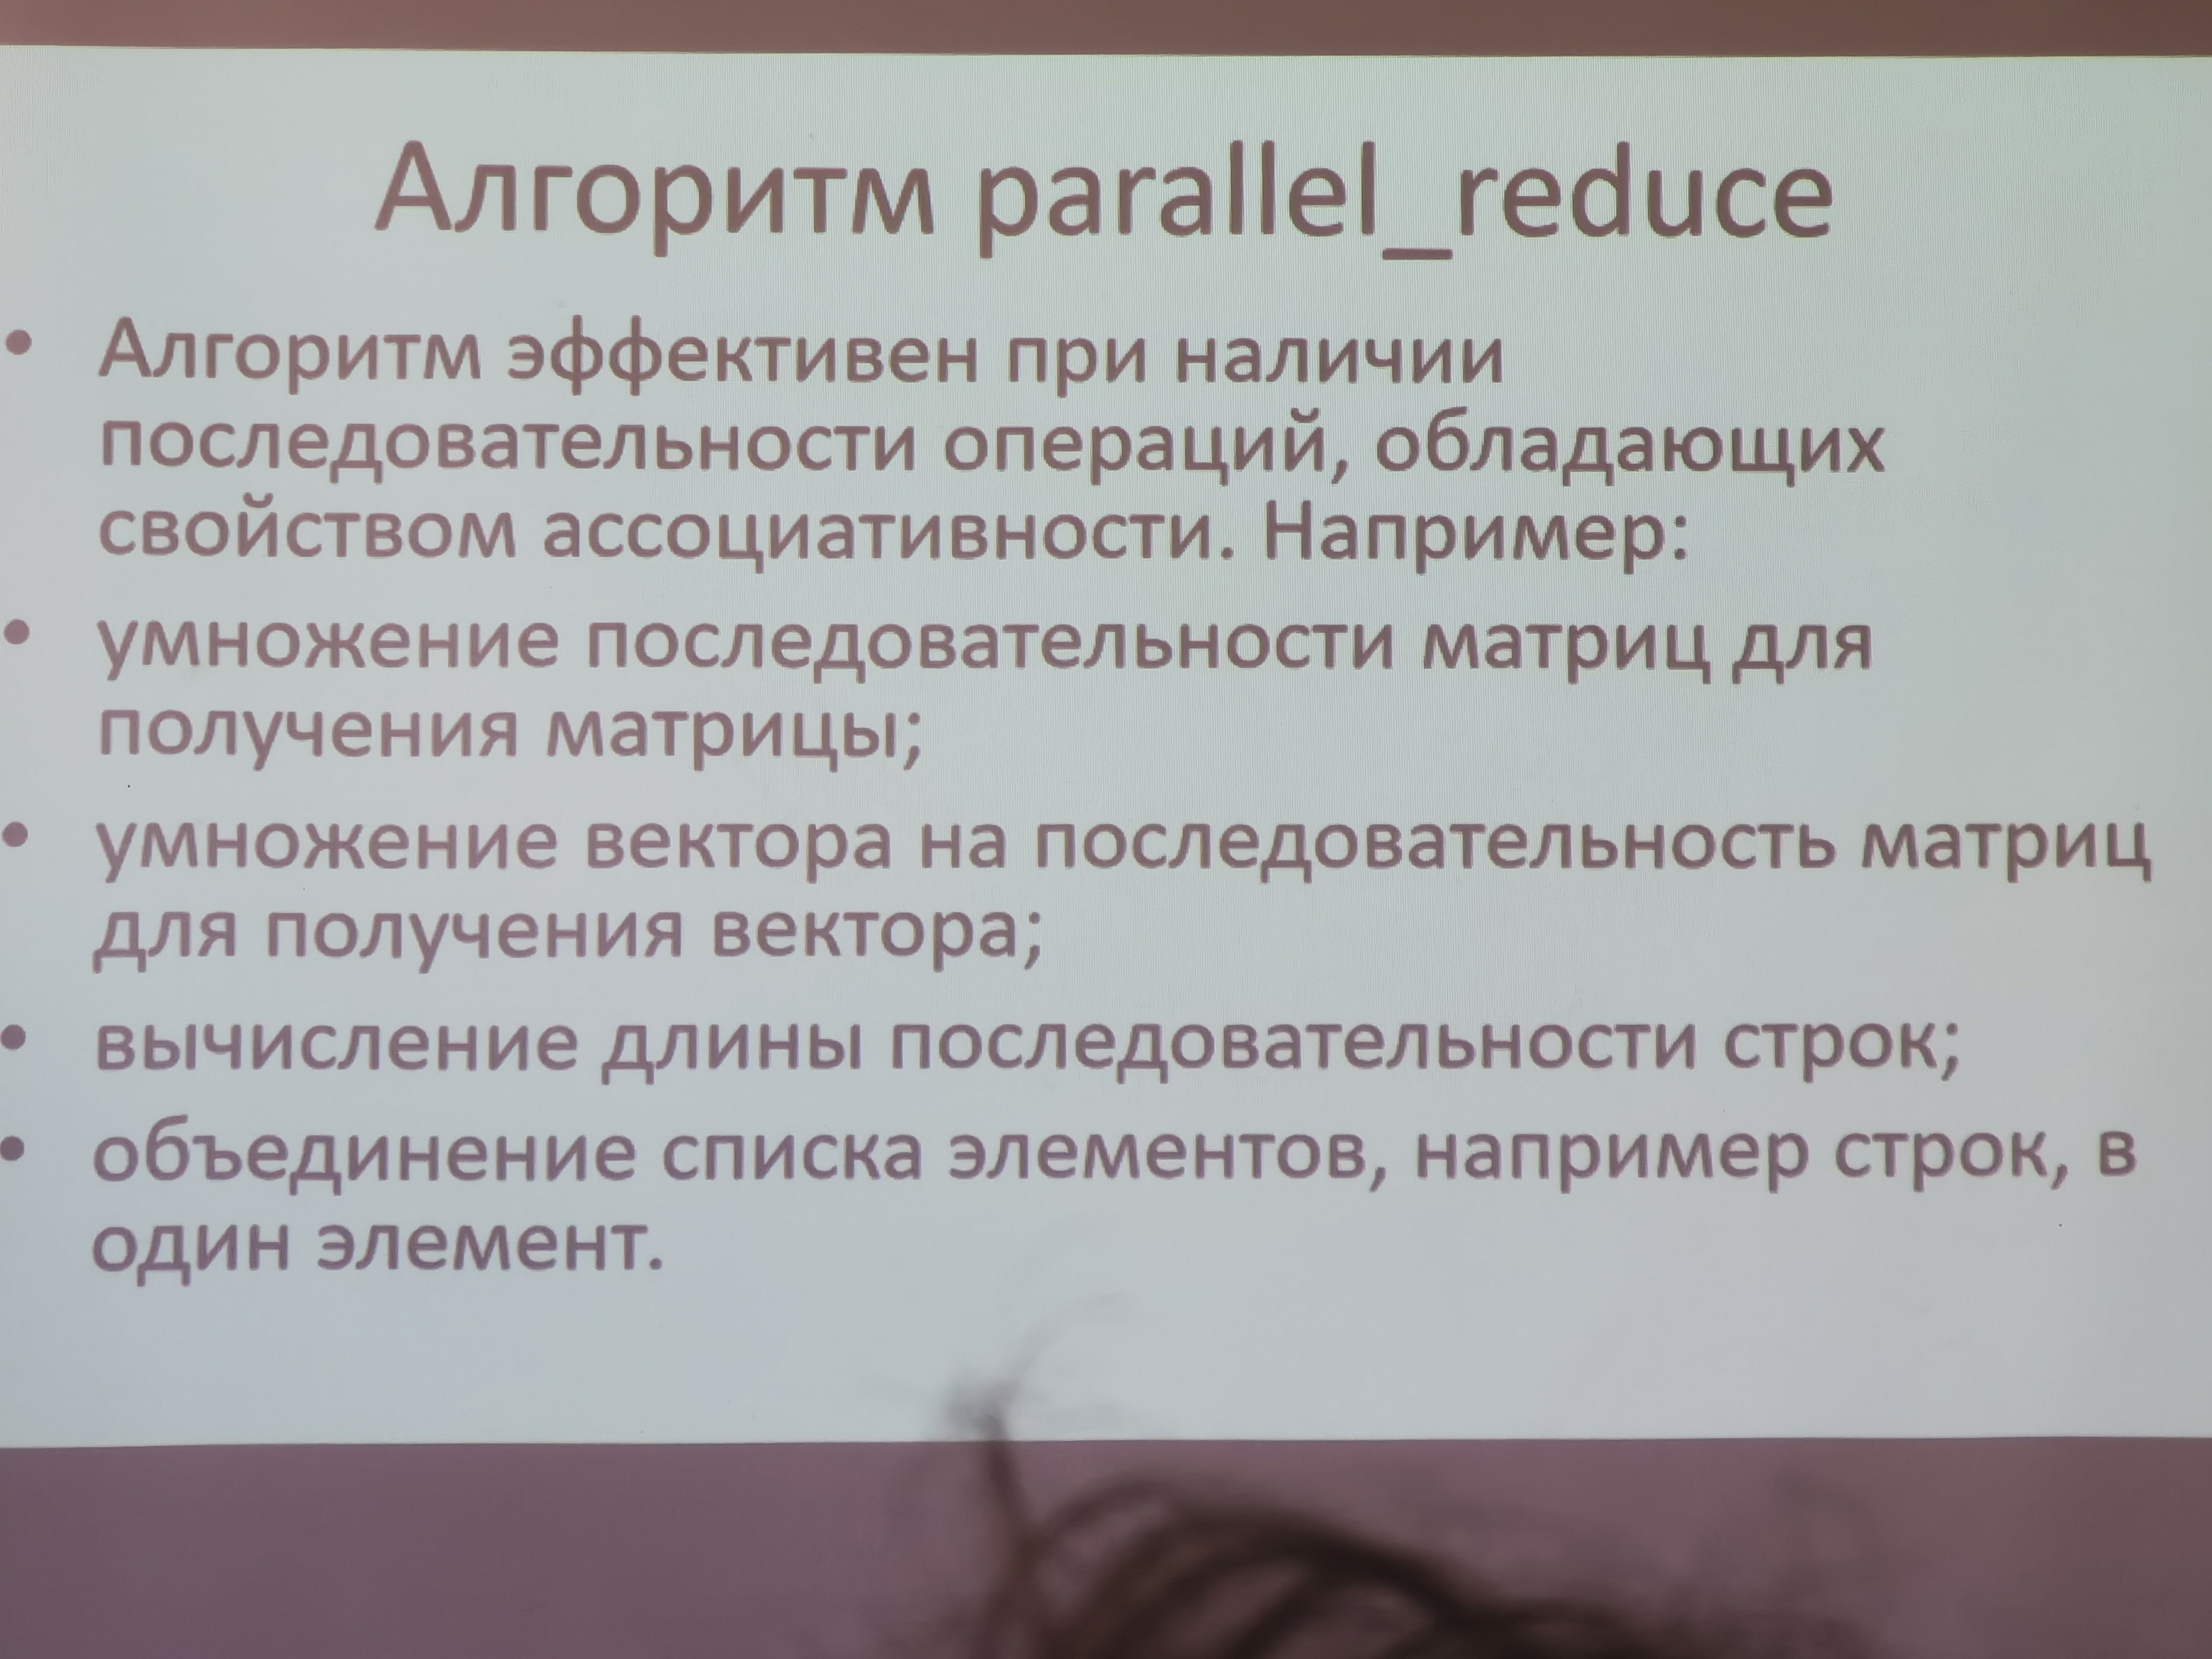 Алгоритм parallel_reduce
• Алгоритм эффективен при наличии
последовательности операций, обладающих
свойством ассоциативности. Например:
• умножение последовательности матриц для
получения матрицы;
• умножение вектора на последовательность матриц
для получения вектора;
• вычисление длины последовательности строк;
• объединение списка элементов, например строк, в
один элемент.